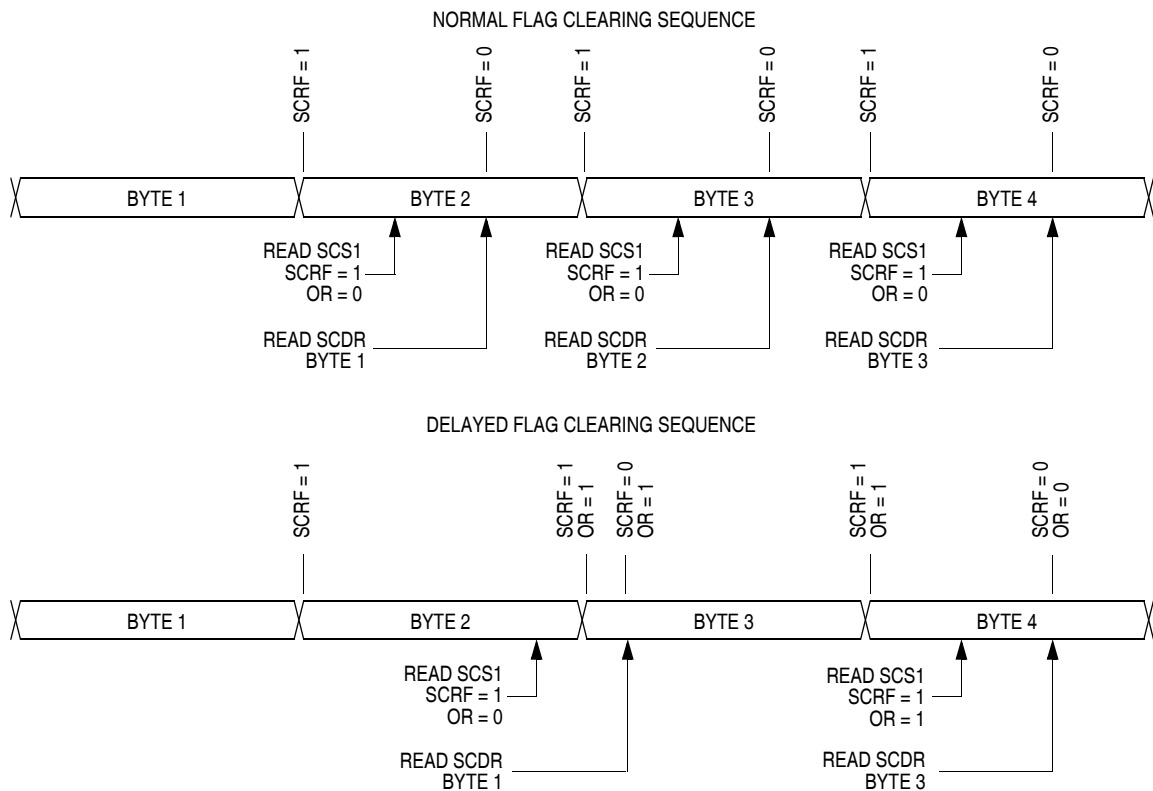 NORMAL FLAG CLEARING SEQUENCE
SCRF = 1
SCRF = 0
SCRF = 1
SCRF = 0
SCRF = 1
SCRF = 0
BYTE 1
BYTE 2
BYTE 3
BYTE 4
READ SCS1
SCRF = 1
OR = 0
READ SCS1
SCRF = 1
OR = 0
READ SCS1
SCRF = 1
OR = 0
READ SCDR
BYTE 1
READ SCDR
BYTE 2
READ SCDR
BYTE 3
DELAYED FLAG CLEARING SEQUENCE
SCRF = 1
SCRF = 1
OR = 1
SCRF = 0
OR = 1
SCRF = 1
OR = 1
SCRF = 0
OR = 0
BYTE 1
BYTE 2
BYTE 3
BYTE 4
READ SCS1
SCRF = 1
OR = 0
READ SCS1
SCRF = 1
OR = 1
READ SCDR
BYTE 1
READ SCDR
BYTE 3